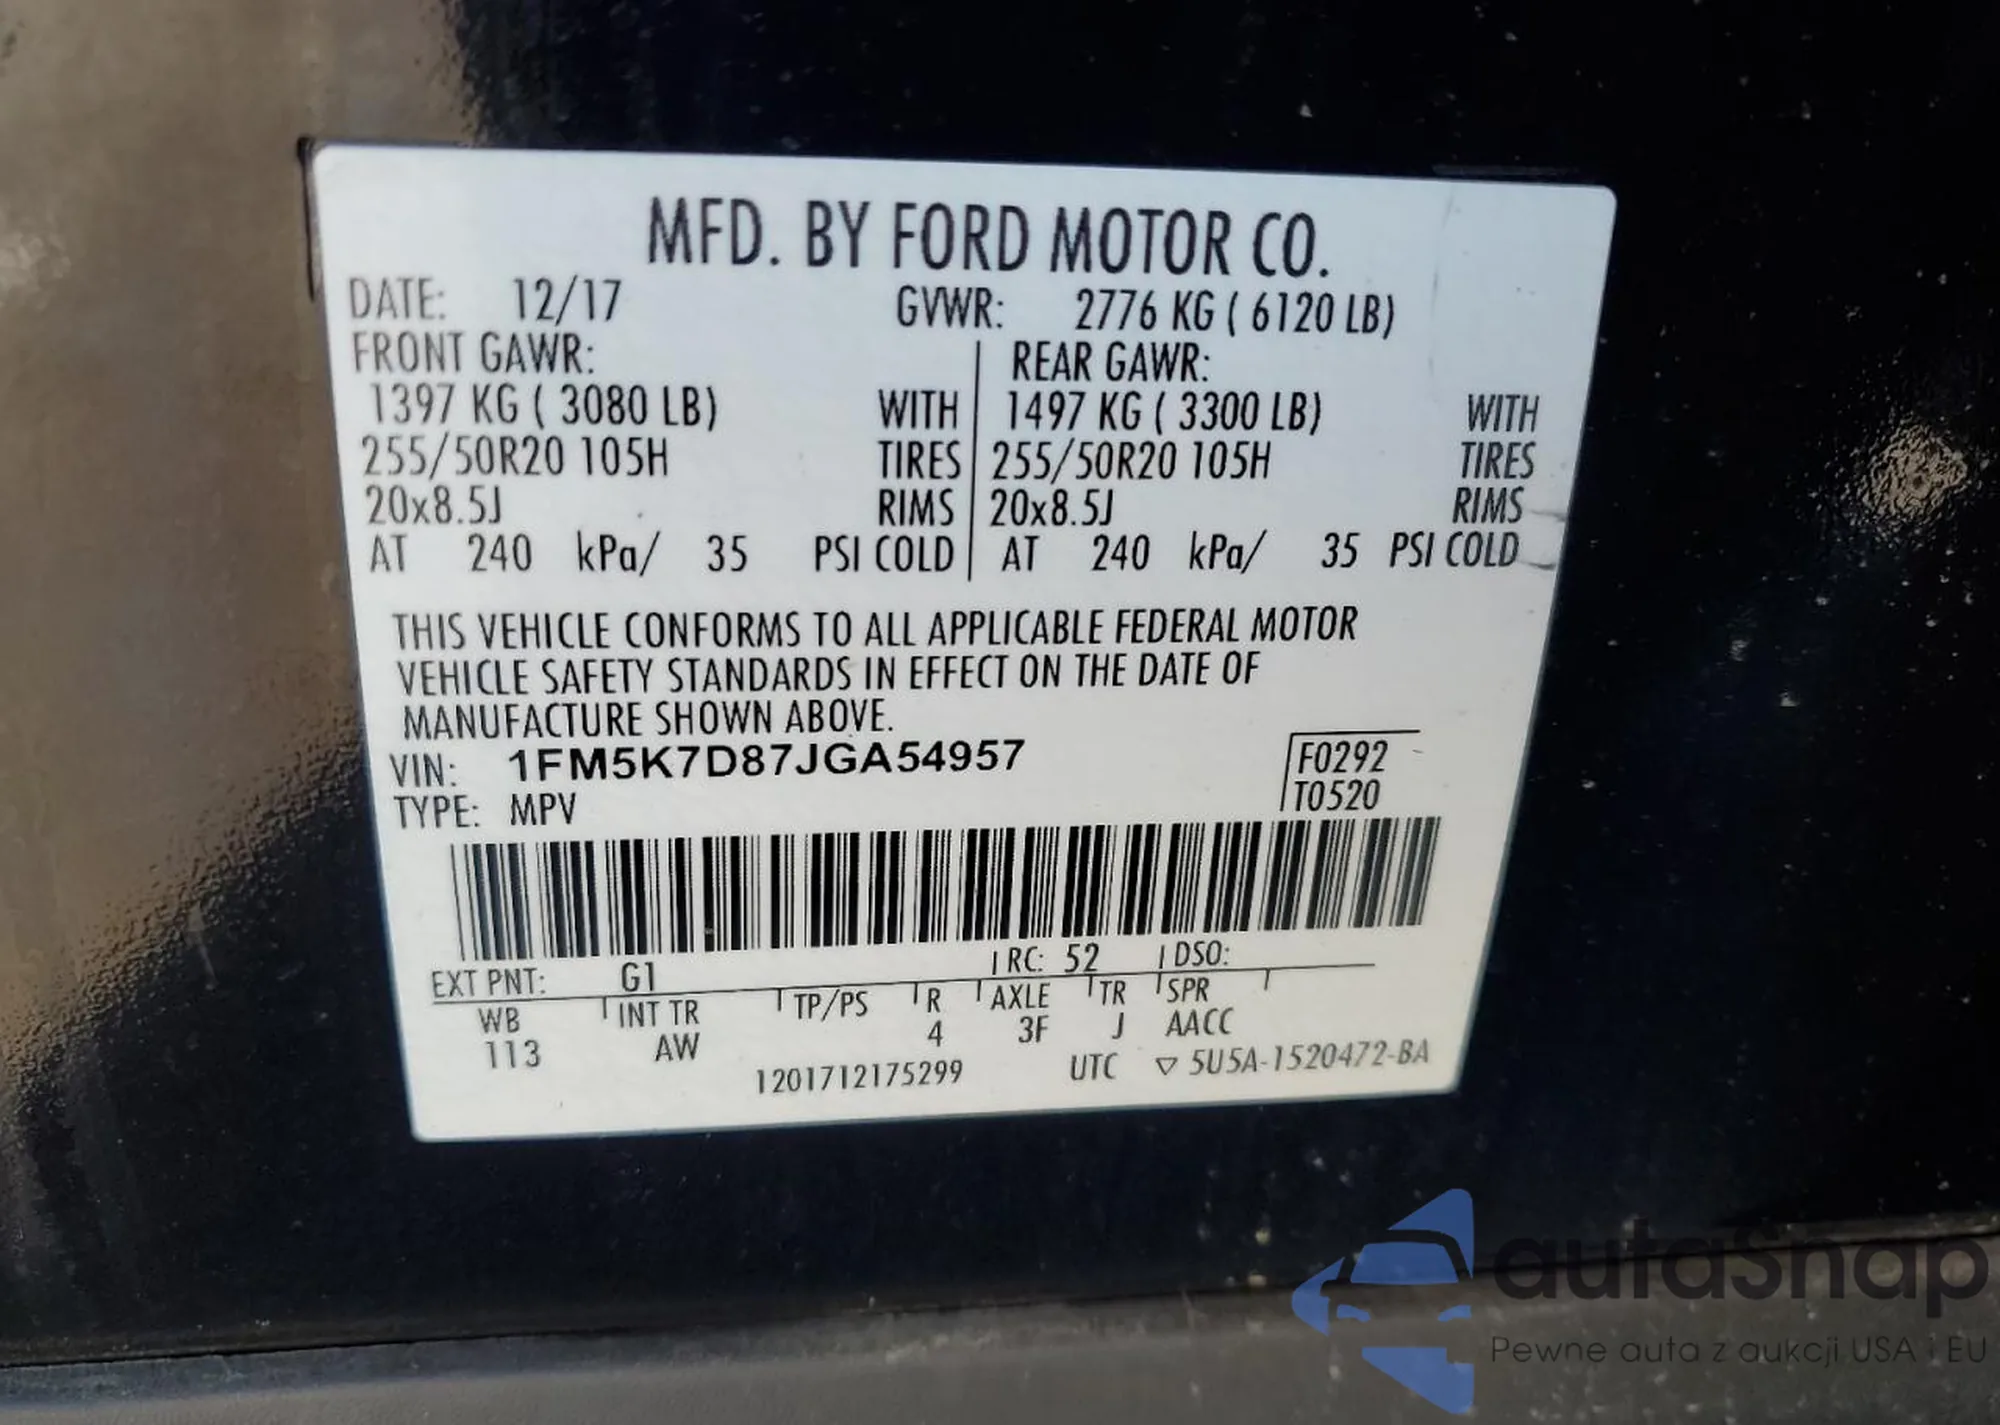 MFD. BY FORD MOTOR CO.
DATE: 12/17 GVWR: 2776 KG ( 6120 LB)
FRONT GAWR: REAR GAWR:
1397 KG ( 3080 LB) WITH 1497 KG ( 3300 LB) WITH
255/50R20 105H TIRES 255/50R20 105H TIRES
20x8.5J RIMS 20x8.5J RIMS
AT 240 kPa/ 35 PSI COLD AT 240 kPa/ 35 PSI COLD
THIS VEHICLE CONFORMS TO ALL APPLICABLE FEDERAL MOTOR
VEHICLE SAFETY STANDARDS IN EFFECT ON THE DATE OF
MANUFACTURE SHOWN ABOVE.
VIN: 1FM5K7D87JGA54957 F0292
TYPE: MPV T0520
EXT PNT: G1 RC: 52 DSO:
WB INT TR TP/PS R AXLE TR SPR
113 AW 4 3F J AACC
1201712175299 UTC ▽ 5U5A-1520472-BA
autasnap
Pewne auta z aukcji USA i EU